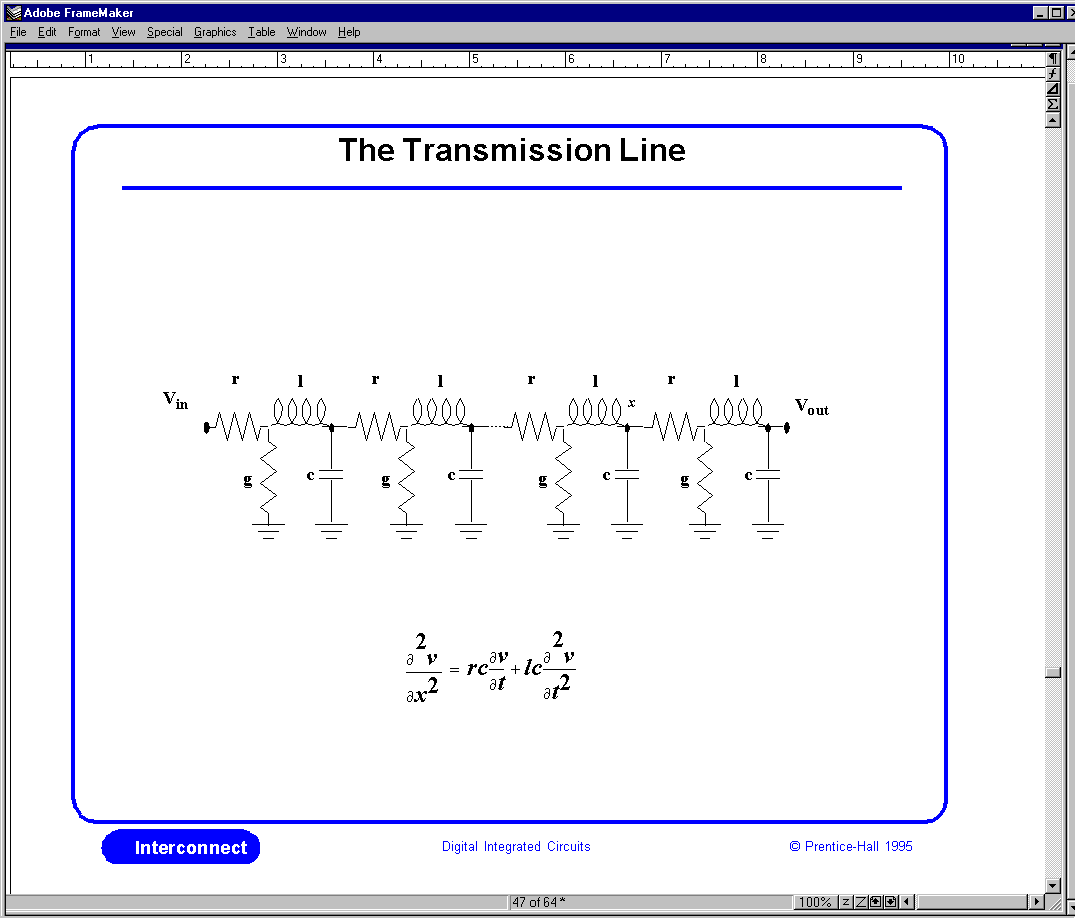 Adobe FrameMaker
File Edit Format View Special Graphics Table Window Help
1 2 3 4 5 6 7 8 9 10
The Transmission Line
r l r l r l r l
V_in x V_out
g c g c g c g c
∂²v/∂x² = rc ∂v/∂t + lc ∂²v/∂t²
Interconnect Digital Integrated Circuits © Prentice-Hall 1995
47 of 64 * 100% z Z